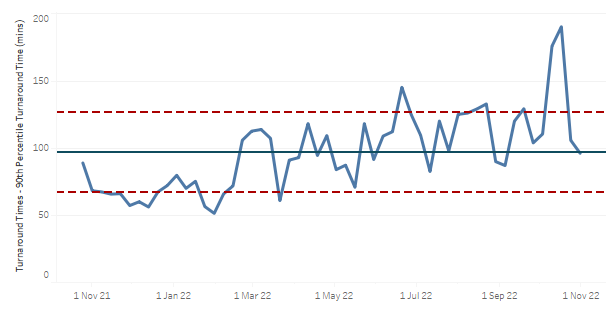 Turnaround Times - 90th Percentile Turnaround Time (mins)
200
150
100
50
0
1 Nov 21
1 Jan 22
1 Mar 22
1 May 22
1 Jul 22
1 Sep 22
1 Nov 22